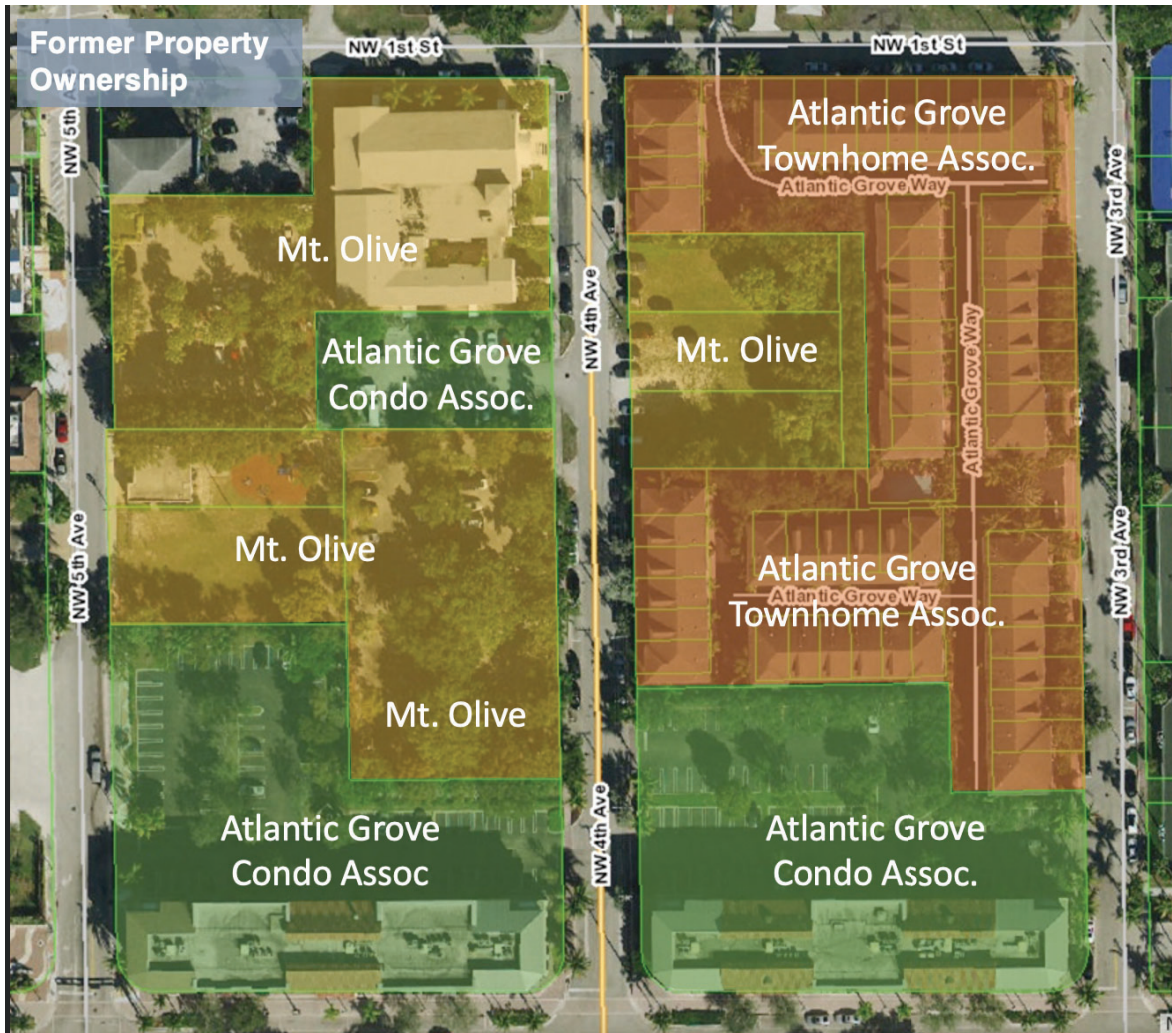 Former Property
Ownership
NW 1st St
NW 1st St
NW 5th A
Atlantic Grove
Townhome Assoc.
Atlantic Grove Way
NW 3rd Ave
Mt. Olive
NW 4th Ave
Atlantic Grove
Condo Assoc.
Mt. Olive
Atlantic Grove Way
NW 5th Ave
Mt. Olive
NW 3rd Ave
Atlantic Grove
Atlantic Grove Way
Townhome Assoc.
Mt. Olive
Atlantic Grove
Condo Assoc
NW 4th Ave
Atlantic Grove
Condo Assoc.